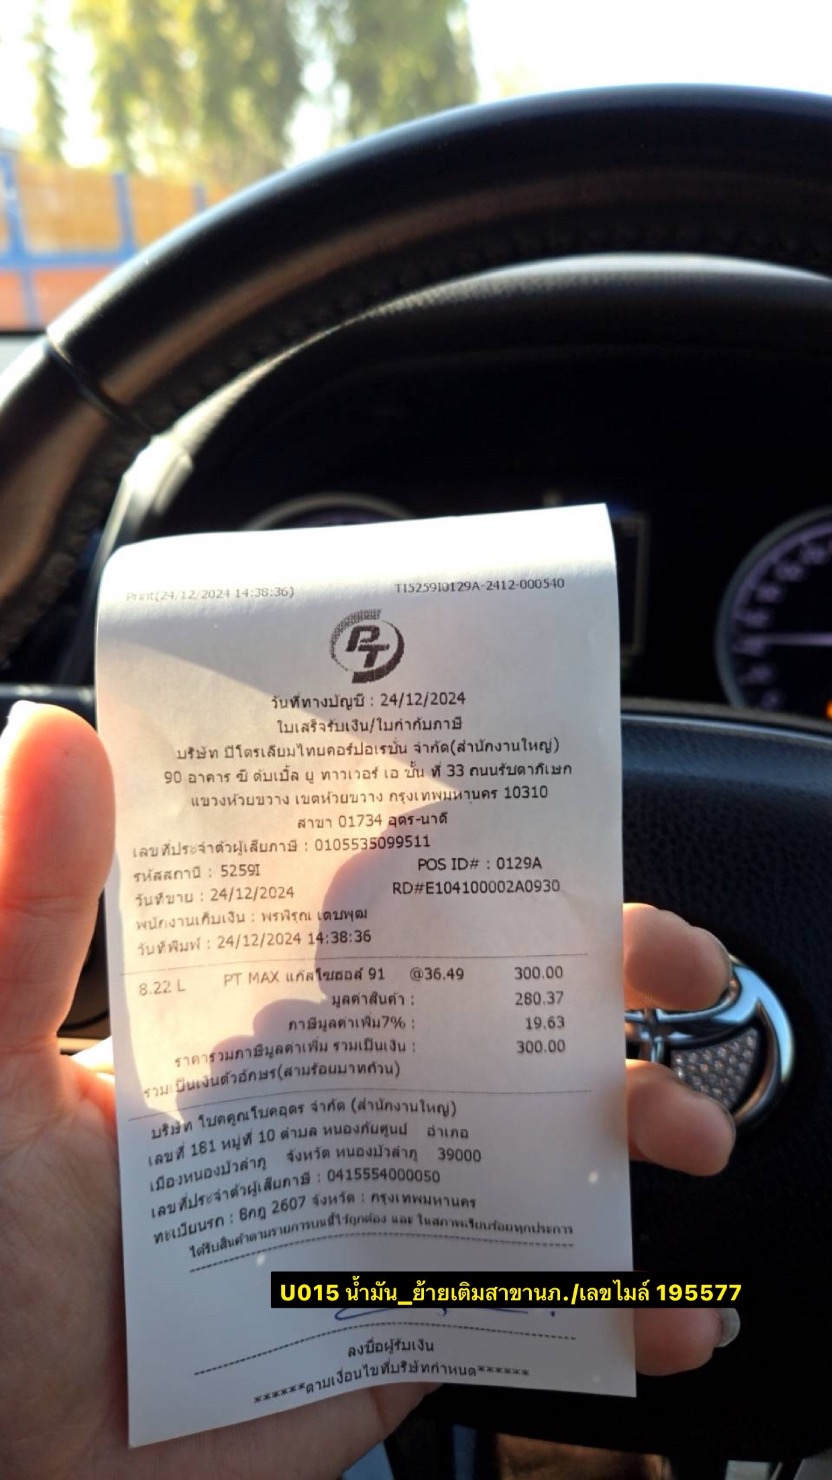 Print(24/12/2024 14:38:36) TI5259I0129A-2412-000540
PT
วันที่ทางบัญชี : 24/12/2024
ใบเสร็จรับเงิน/ใบกำกับภาษี
บริษัท ปิโตรเลียมไทยคอร์ปอเรชั่น จำกัด(สำนักงานใหญ่)
90 อาคาร ซี ดับเบิ้ล ยู ทาวเวอร์ เอ ชั้น ที่ 33 ถนนรัชดาภิเษก
แขวงห้วยขวาง เขตห้วยขวาง กรุงเทพมหานคร 10310
สาขา 01734 อุดร-นาดี
เลขที่ประจำตัวผู้เสียภาษี : 0105535099511
รหัสสถานี : 5259I POS ID# : 0129A
วันที่ขาย : 24/12/2024 RD#E104100002A0930
พนักงานเก็บเงิน : พรพิรุณ
วันที่พิมพ์ : 24/12/2024 14:38:36
8.22 L PT MAX แก๊สโซฮอล์ 91 @36.49 300.00
มูลค่าสินค้า : 280.37
ภาษีมูลค่าเพิ่ม7% : 19.63
ราคารวมภาษีมูลค่าเพิ่ม รวมเป็นเงิน : 300.00
รวมเป็นเงินตัวอักษร(สามร้อยบาทถ้วน)
บริษัท โชคคูณโชคอุดร จำกัด (สำนักงานใหญ่)
เลขที่ 181 หมู่ที่ 10 ตำบล หนองภัยศูนย์ อำเภอ
เมืองหนองบัวลำภู จังหวัด หนองบัวลำภู 39000
เลขที่ประจำตัวผู้เสียภาษี : 0415554000050
ทะเบียนรถ : 8กฎ 2607 จังหวัด : กรุงเทพมหานคร
ได้รับสินค้าตามรายการบนนี้ไว้ถูกต้อง และ ในสภาพเรียบร้อยทุกประการ
U015 น้ำมัน_ย้ายเติมสาขานภ./เลขไมล์ 195577
ลงชื่อผู้รับเงิน
******ตามเงื่อนไขที่บริษัทกำหนด******